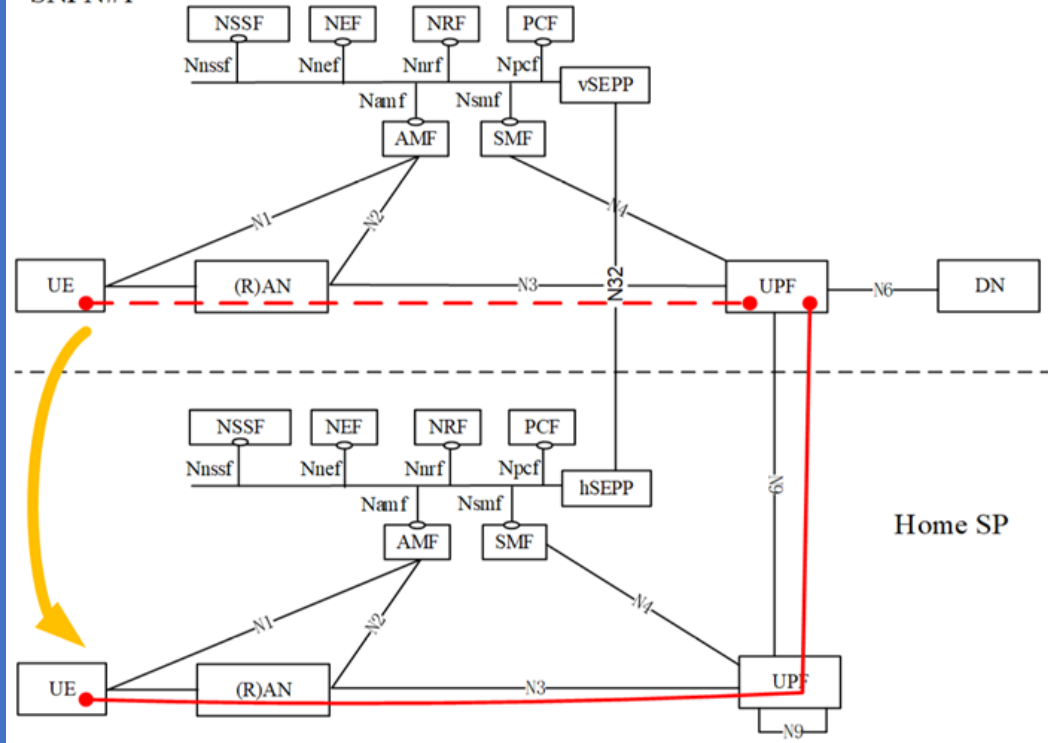 NSSF NEF NRF PCF
Nnssf Nnef Nnrf Npcf vSEPP
Namf Nsmf
AMF SMF
N1 N2 N4
UE (R)AN N3 N32 UPF N6 DN
NSSF NEF NRF PCF
Nnssf Nnef Nnrf Npcf hSEPP
N9
Namf Nsmf
AMF SMF Home SP
N1 N2 N4
UE (R)AN N3 UPF
N9